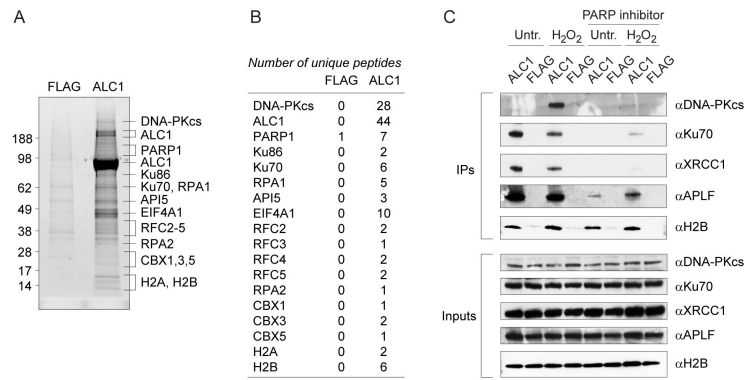 A
FLAG ALC1
188
98
62
49
38
28
17
14
DNA-PKcs
ALC1
PARP1
ALC1
Ku86
Ku70, RPA1
API5
EIF4A1
RFC2-5
RPA2
CBX1,3,5
H2A, H2B
B
Number of unique peptides
FLAG ALC1
DNA-PKcs 0 28
ALC1 0 44
PARP1 1 7
Ku86 0 2
Ku70 0 6
RPA1 0 5
API5 0 3
EIF4A1 0 10
RFC2 0 2
RFC3 0 1
RFC4 0 2
RFC5 0 2
RPA2 0 1
CBX1 0 1
CBX3 0 2
CBX5 0 1
H2A 0 2
H2B 0 6
C
PARP inhibitor
Untr. H₂O₂ Untr. H₂O₂
ALC1 FLAG ALC1 FLAG ALC1 FLAG ALC1 FLAG
IPs
αDNA-PKcs
αKu70
αXRCC1
αAPLF
αH2B
Inputs
αDNA-PKcs
αKu70
αXRCC1
αAPLF
αH2B